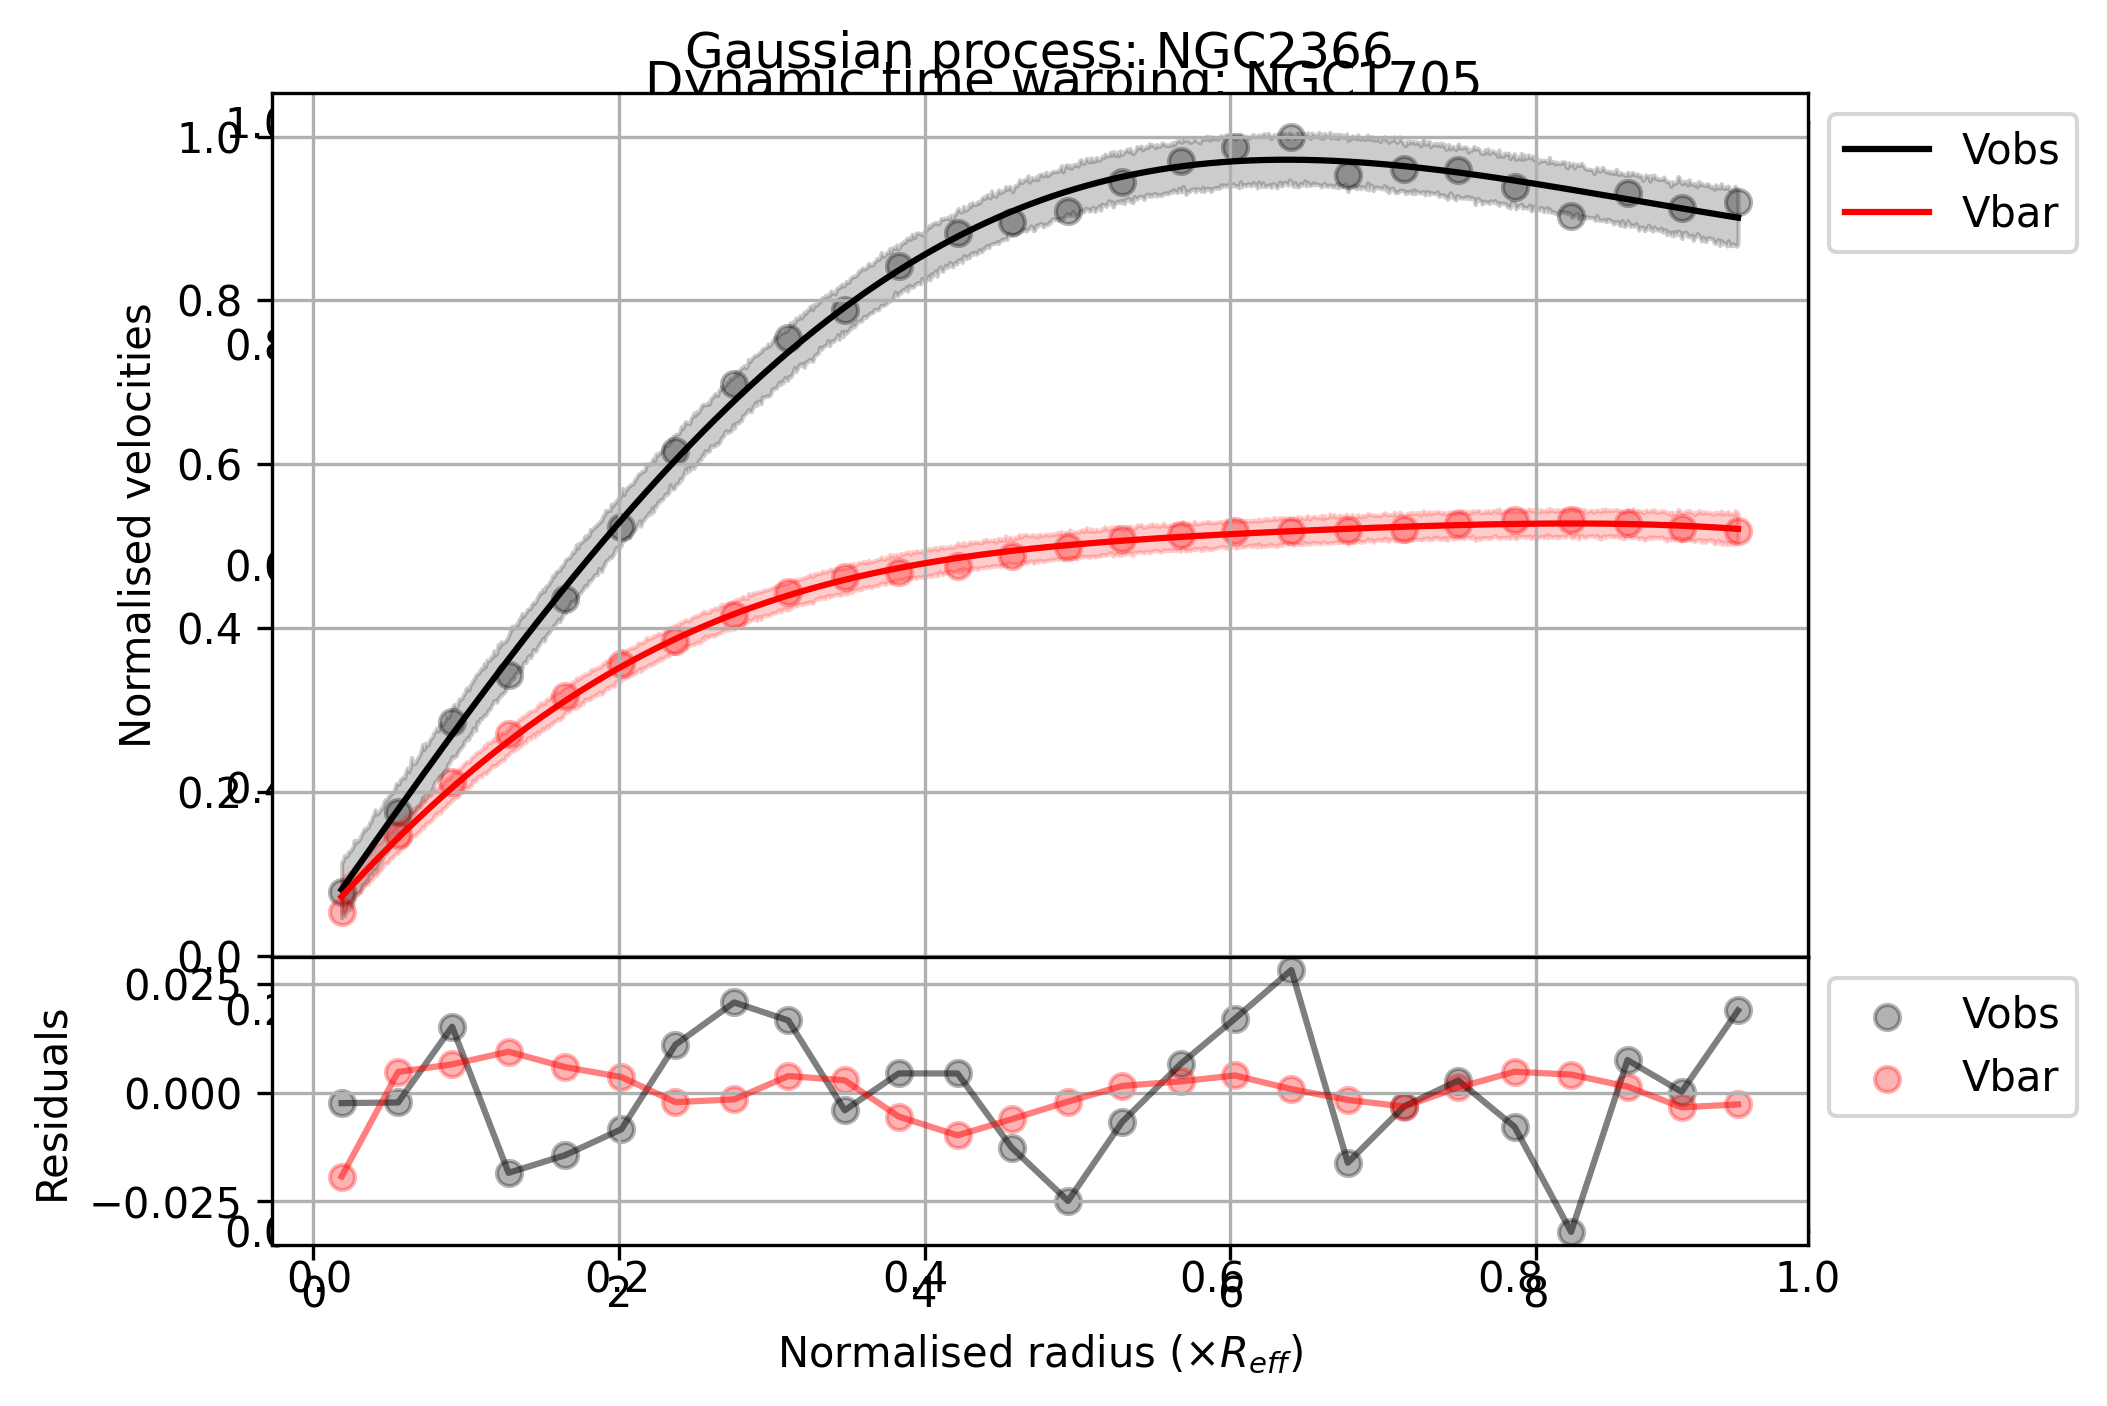 Gaussian process: NGC2366
Dynamic time warping: NGC1705
1.0
0.8
0.6
0.4
0.2
0.0
Normalised velocities
Vobs
Vbar
0.025
0.000
−0.025
Residuals
Vobs
Vbar
0.0 0.2 0.4 0.6 0.8 1.0
0 2 4 6 8
Normalised radius (×R_eff)